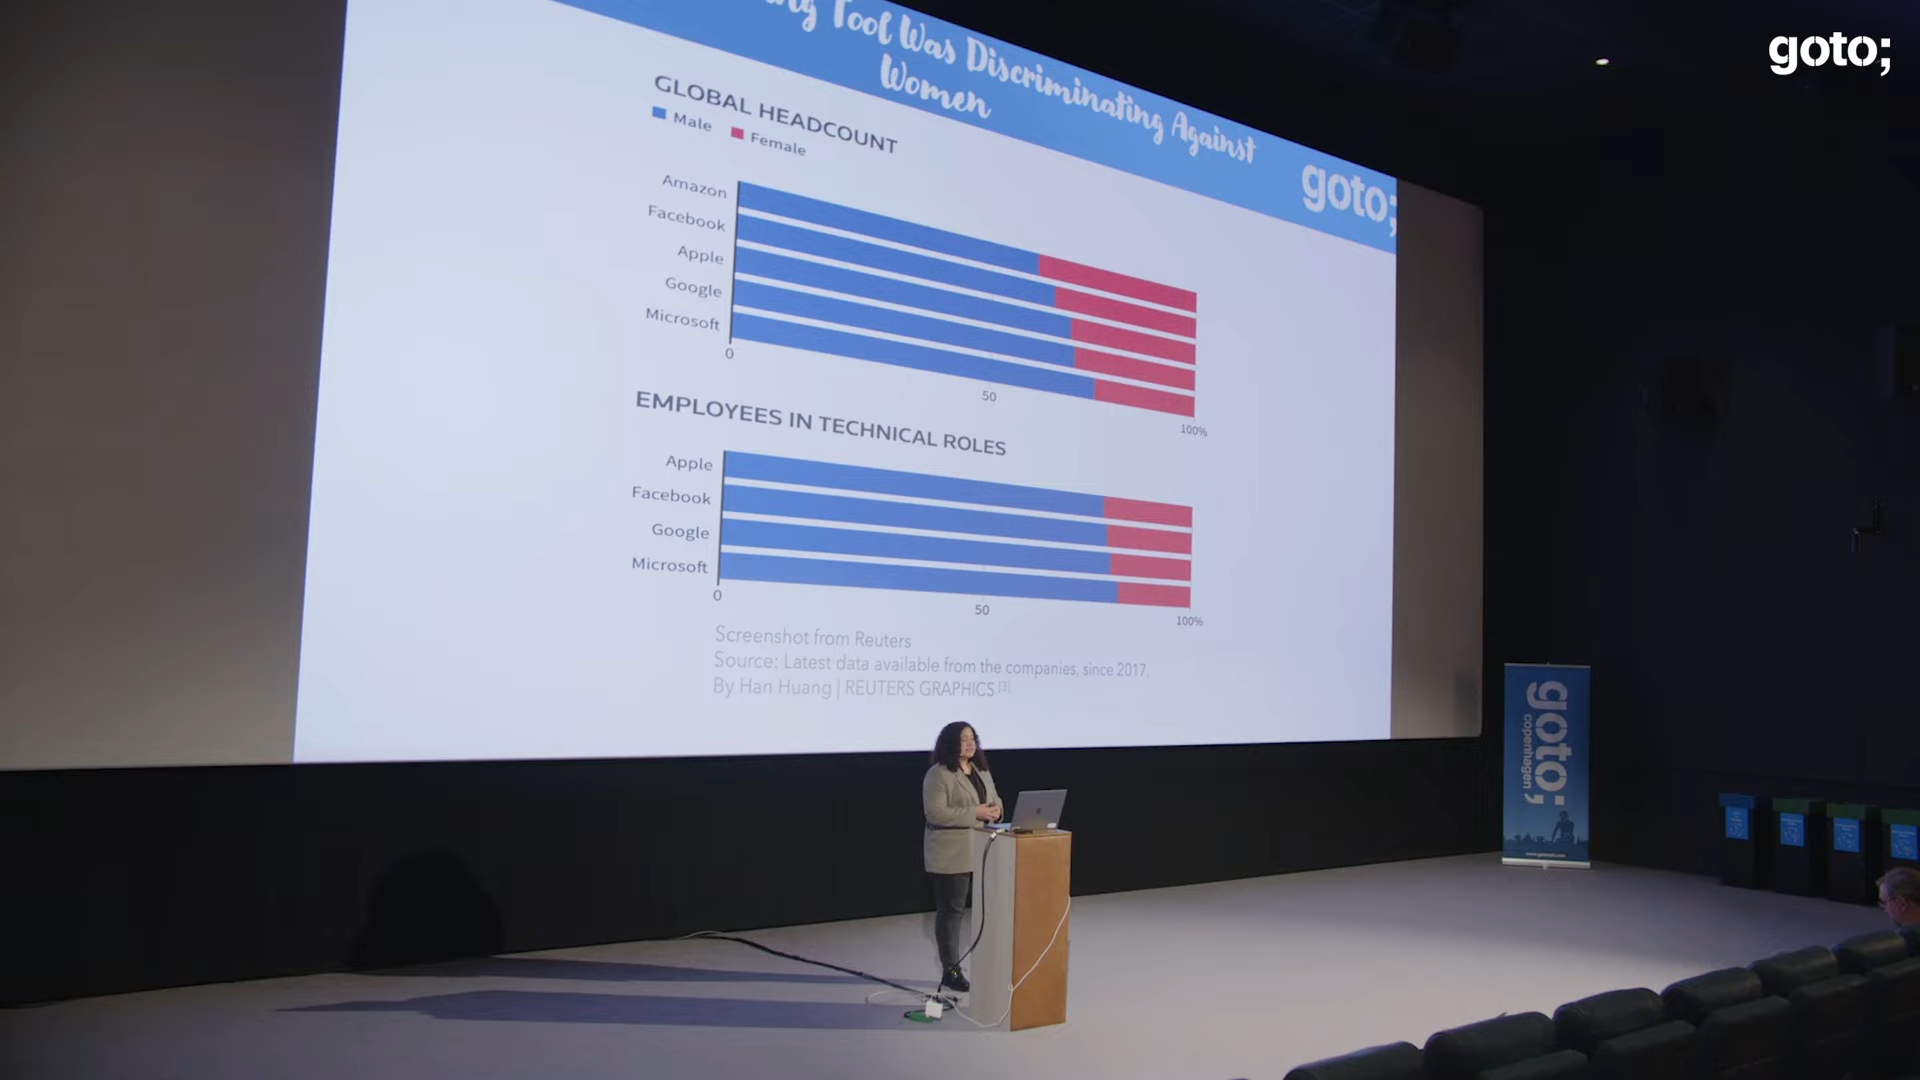 goto;
Tool Was Discriminating Against
Women
goto;
GLOBAL HEADCOUNT
Male Female
Amazon
Facebook
Apple
Google
Microsoft
0 50 100%
EMPLOYEES IN TECHNICAL ROLES
Apple
Facebook
Google
Microsoft
0 50 100%
Screenshot from Reuters
Source: Latest data available from the companies, since 2017.
By Han Huang | REUTERS GRAPHICS [3]
goto;
copenhagen